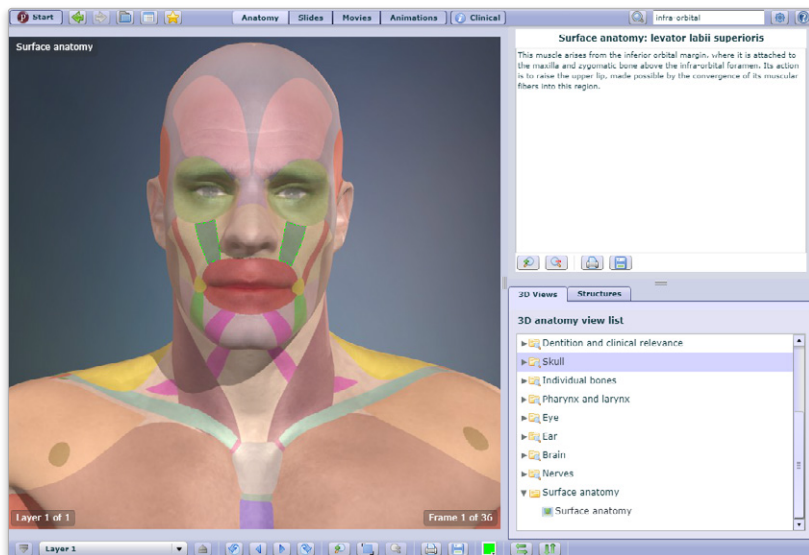 Start
Anatomy
Slides
Movies
Animations
Clinical
infra orbital
Surface anatomy
Surface anatomy: levator labii superioris
This muscle arises from the inferior orbital margin, where it is attached to
the maxilla and zygomatic bone above the infra-orbital foramen. Its action
is to raise the upper lip, made possible by the convergence of its muscular
fibers into this region.
3D Views
Structures
3D anatomy view list
Dentition and clinical relevance
Skull
Individual bones
Pharynx and larynx
Eye
Ear
Brain
Nerves
Surface anatomy
Surface anatomy
Layer 1 of 1
Frame 1 of 36
Layer 1